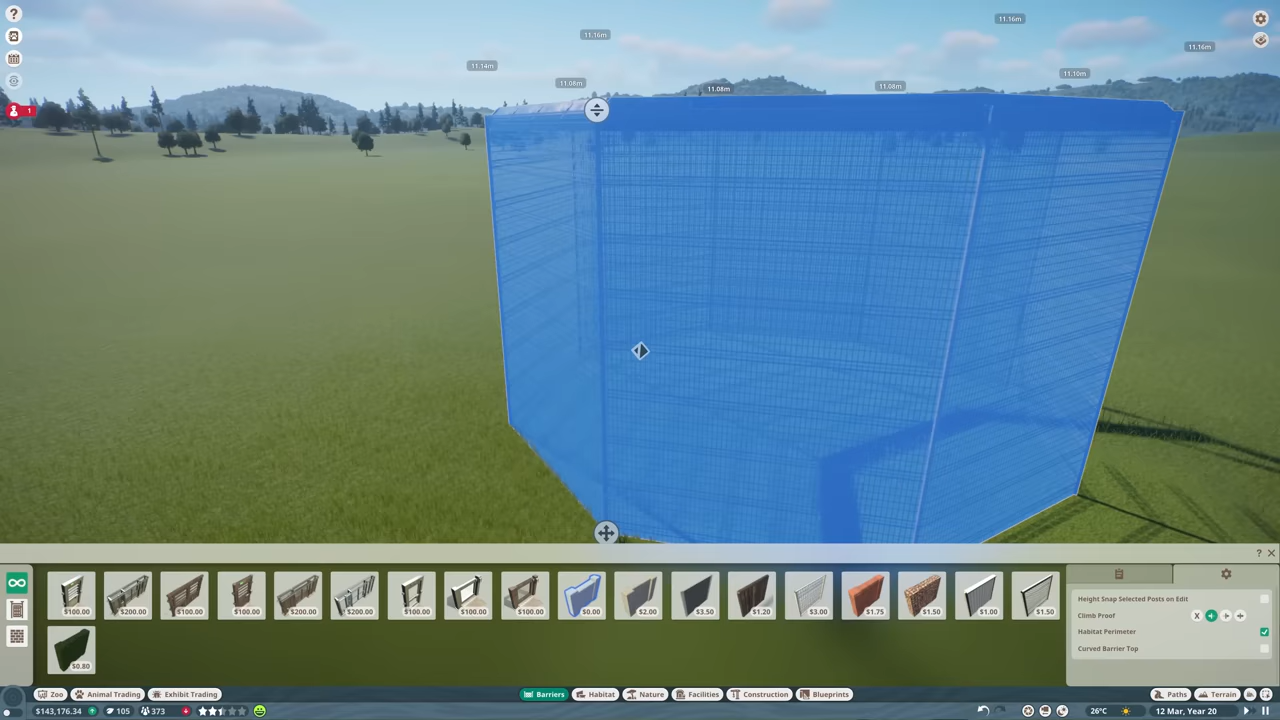 11.16m
11.16m
11.16m
11.14m
11.10m
11.08m
11.08m
11.08m
1
?
$100.00
$200.00
$100.00
$100.00
$200.00
$200.00
$100.00
$100.00
$100.00
$0.00
$2.00
$3.50
$1.20
$3.00
$1.75
$1.50
$1.00
$1.50
$0.80
Height Snap Selected Posts on Edit
Climb Proof
X
Habitat Perimeter
Curved Barrier Top
Zoo
Animal Trading
Exhibit Trading
Barriers
Habitat
Nature
Facilities
Construction
Blueprints
Paths
Terrain
$143,176.34
105
373
26°C
12 Mar, Year 20